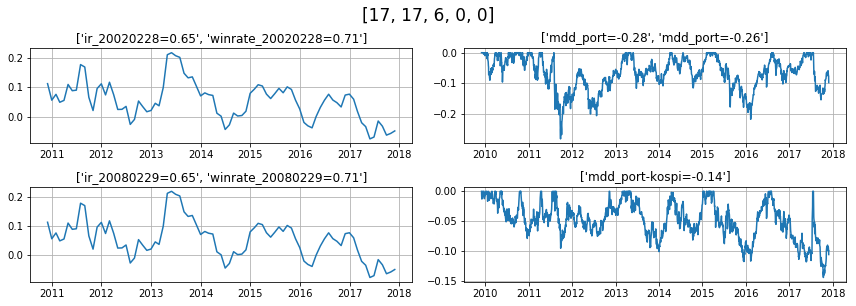 [17, 17, 6, 0, 0]
['ir_20020228=0.65', 'winrate_20020228=0.71']
0.2
0.1
0.0
2011 2012 2013 2014 2015 2016 2017 2018
['mdd_port=-0.28', 'mdd_port=-0.26']
0.0
−0.1
−0.2
2010 2011 2012 2013 2014 2015 2016 2017 2018
['ir_20080229=0.65', 'winrate_20080229=0.71']
0.2
0.1
0.0
2011 2012 2013 2014 2015 2016 2017 2018
['mdd_port-kospi=-0.14']
0.00
−0.05
−0.10
−0.15
2010 2011 2012 2013 2014 2015 2016 2017 2018